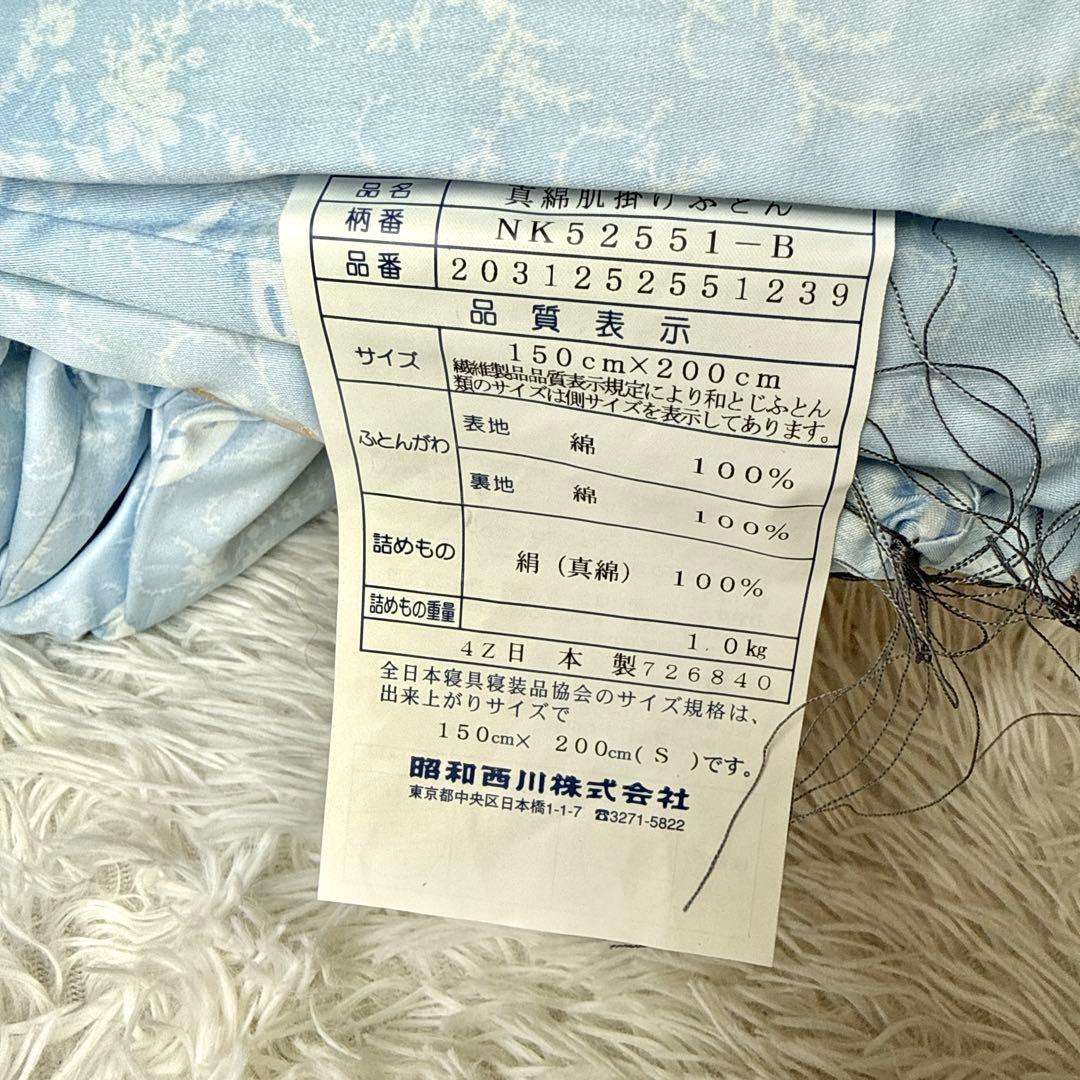 品名 真綿肌掛けふとん
柄番 NK52551-B
品番 2031252551239
品質表示
サイズ 150cm×200cm
繊維製品品質表示規定により和とじふとん
類のサイズは側サイズを表示してあります。
ふとんがわ 表地 綿 100%
裏地 綿 100%
詰めもの 絹(真綿) 100%
詰めもの重量 1.0kg
4Z日本製726840
全日本寝具寝装品協会のサイズ規格は、
出来上がりサイズで
150cm× 200cm( S )です。
昭和西川株式会社
東京都中央区日本橋1-1-7 ☎3271-5822